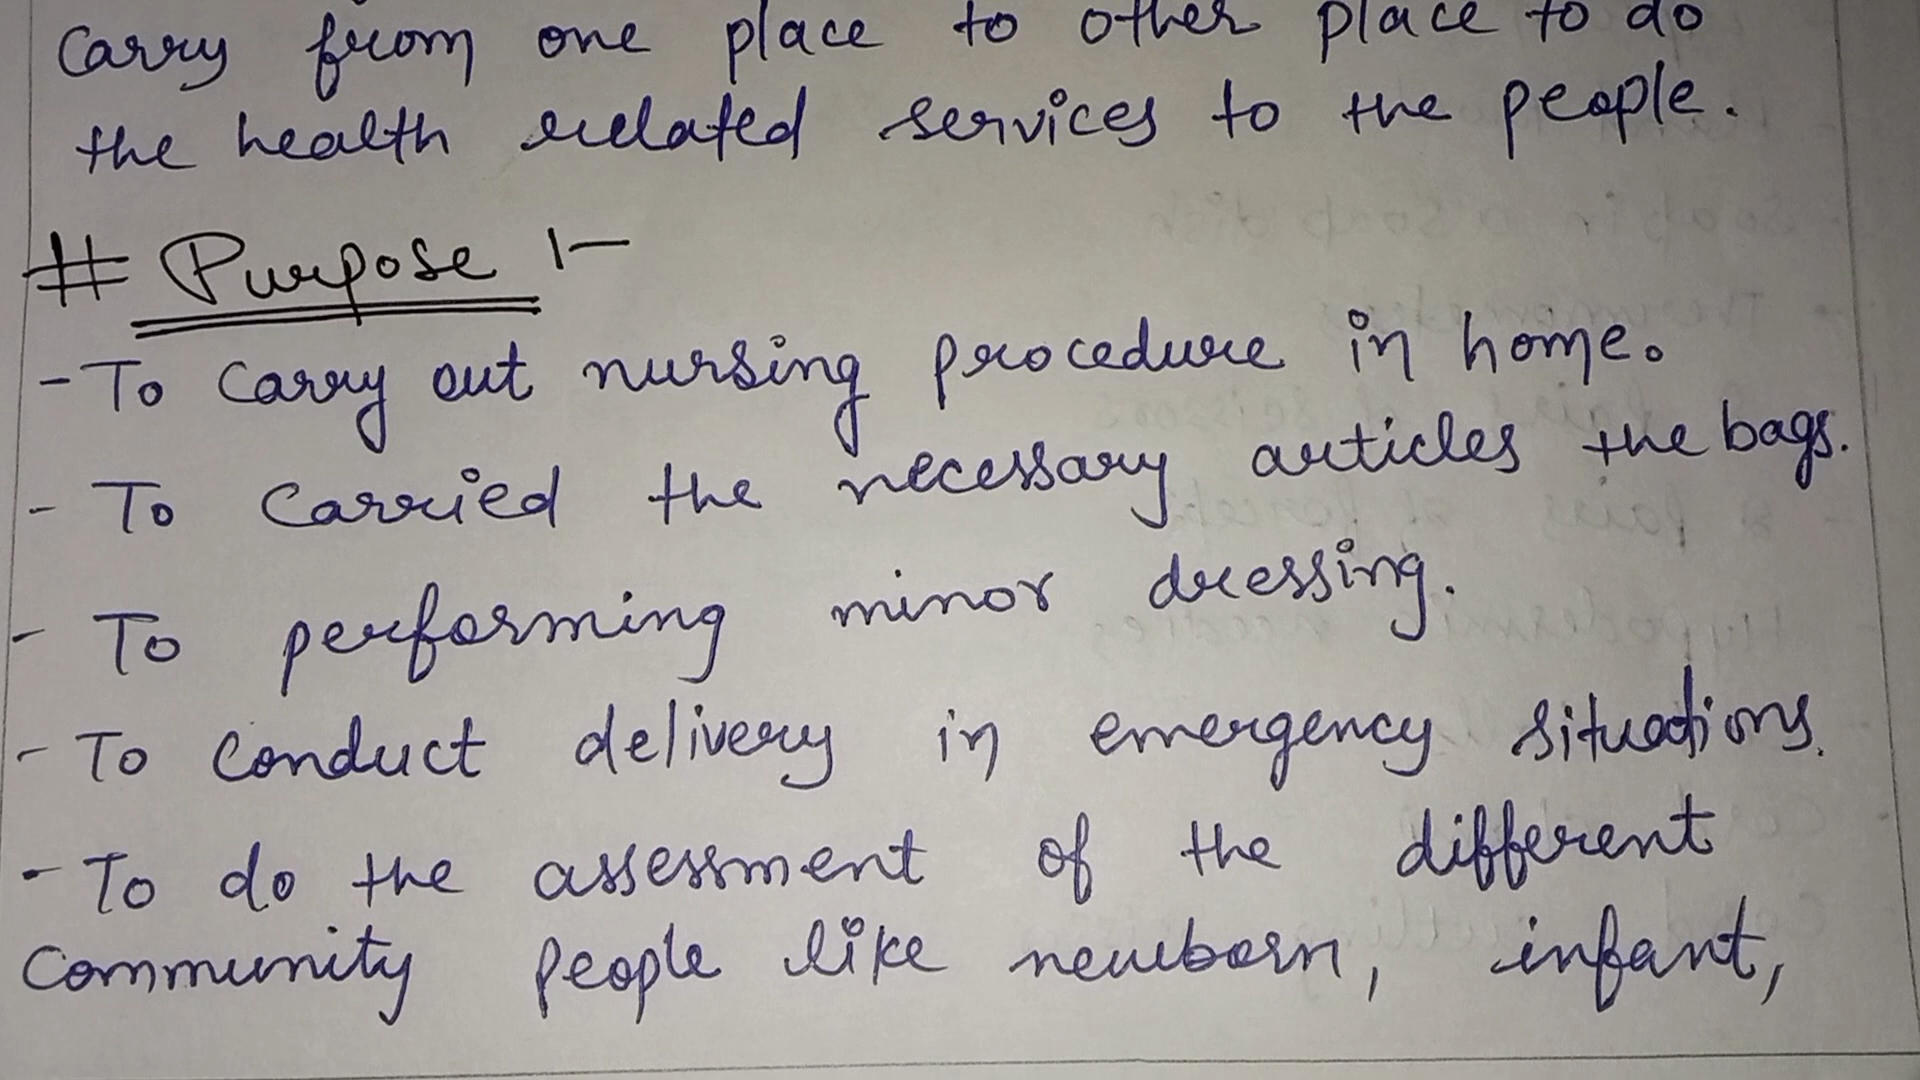 Carry from one place to other place to do
the health related services to the people.
# Purpose :-
- To carry out nursing procedure in home.
- To carried the necessary articles the bags.
- To performing minor dressing.
- To conduct delivery in emergency situations.
- To do the assessment of the different
Community people like newborn, infant,